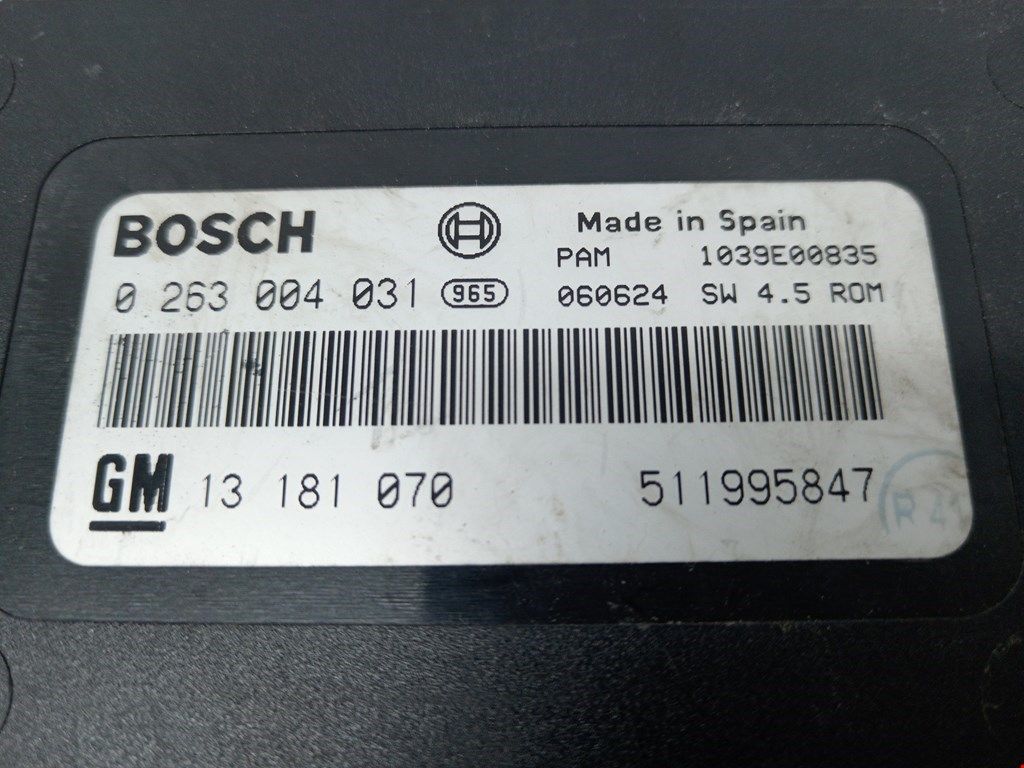 BOSCH
Made in Spain
PAM 1039E00835
0 263 004 031 965 060624 SW 4.5 ROM
GM 13 181 070 511995847
R 41